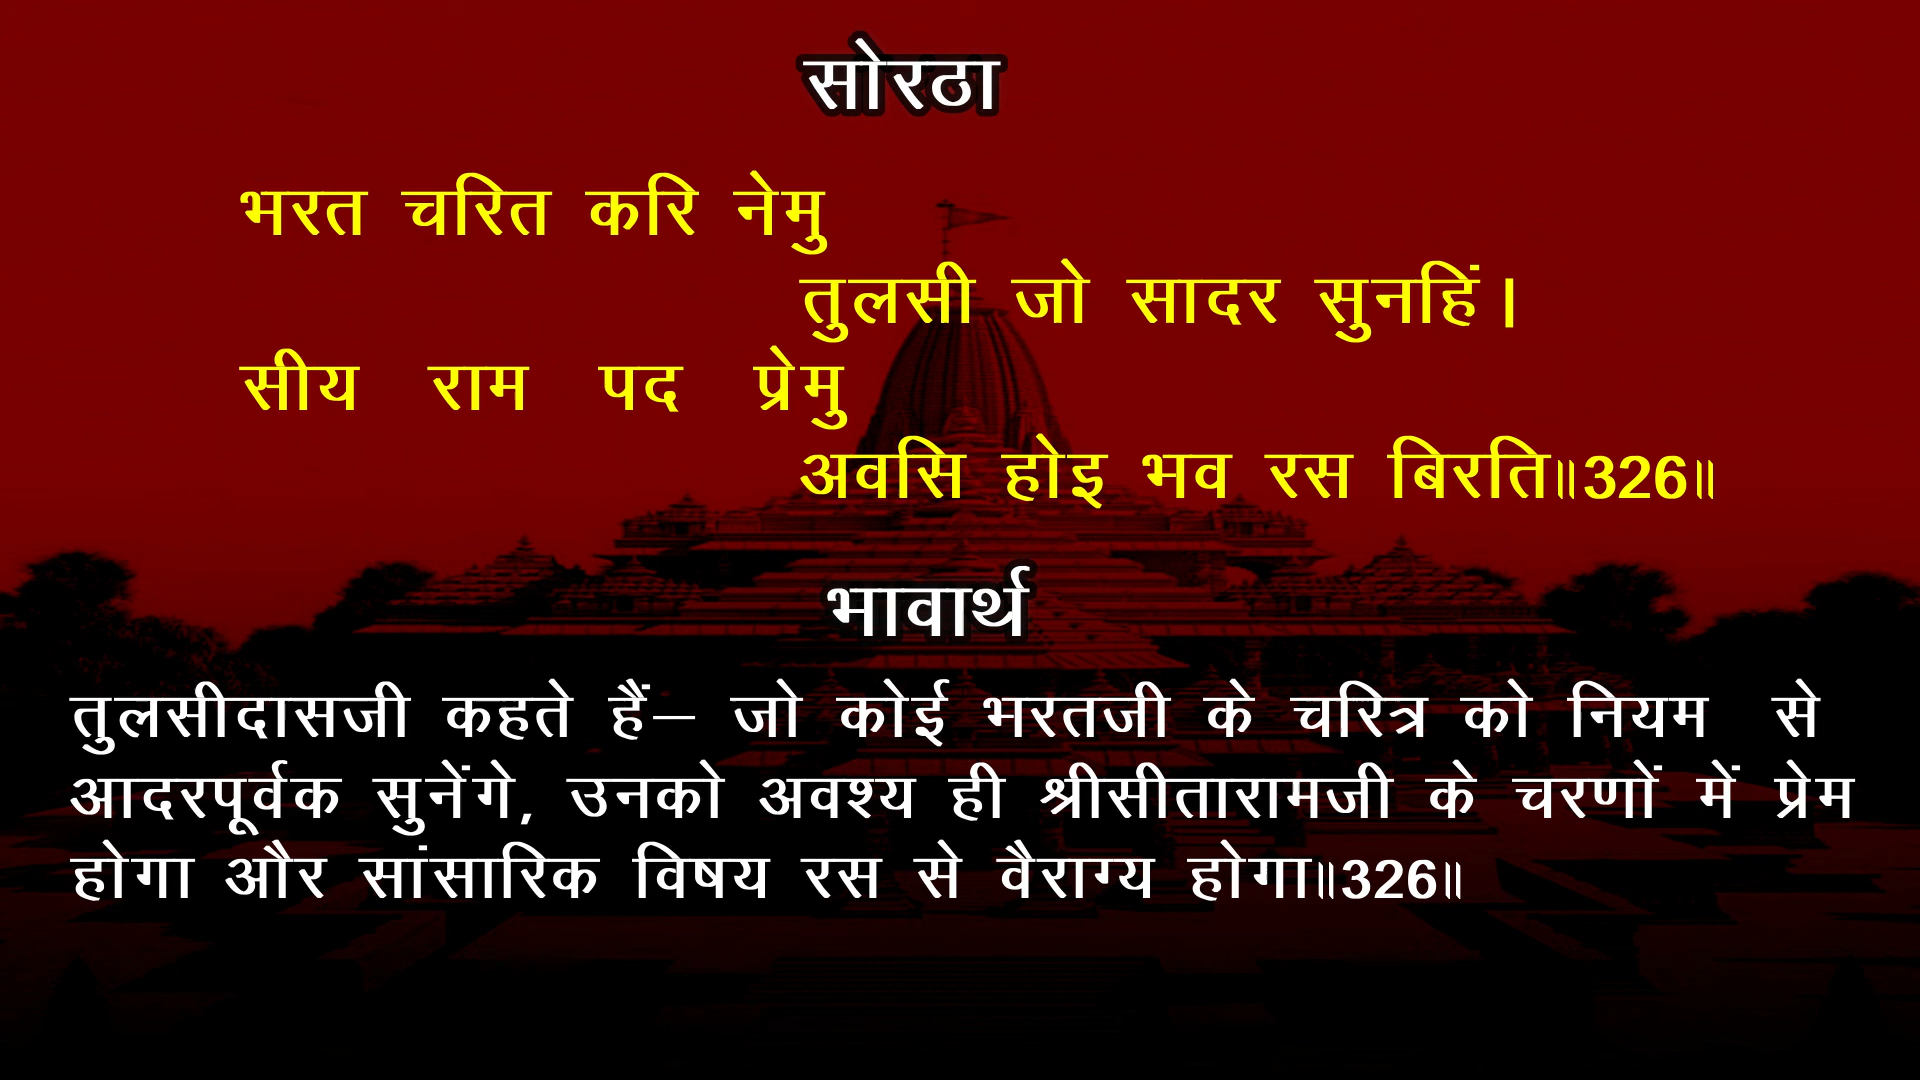 सोरठा
भरत चरित करि नेमु
तुलसी जो सादर सुनहिं।
सीय राम पद प्रेमु
अवसि होइ भव रस बिरति॥326॥
भावार्थ
तुलसीदासजी कहते हैं– जो कोई भरतजी के चरित्र को नियम से
आदरपूर्वक सुनेंगे, उनको अवश्य ही श्रीसीतारामजी के चरणों में प्रेम
होगा और सांसारिक विषय रस से वैराग्य होगा॥326॥